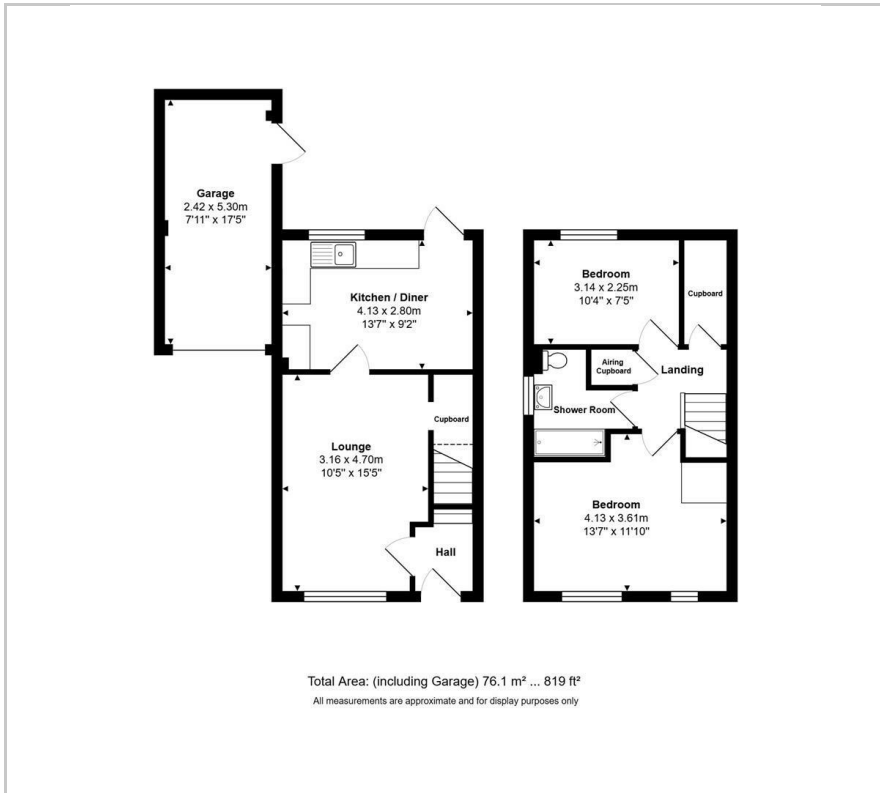 Garage
2.42 x 5.30m
7'11" x 17'5"
Kitchen / Diner
4.13 x 2.80m
13'7" x 9'2"
Cupboard
Lounge
3.16 x 4.70m
10'5" x 15'5"
Hall
Bedroom
3.14 x 2.25m
10'4" x 7'5"
Cupboard
Airing
Cupboard
Landing
Shower Room
Bedroom
4.13 x 3.61m
13'7" x 11'10"
Total Area: (including Garage) 76.1 m² ... 819 ft²
All measurements are approximate and for display purposes only